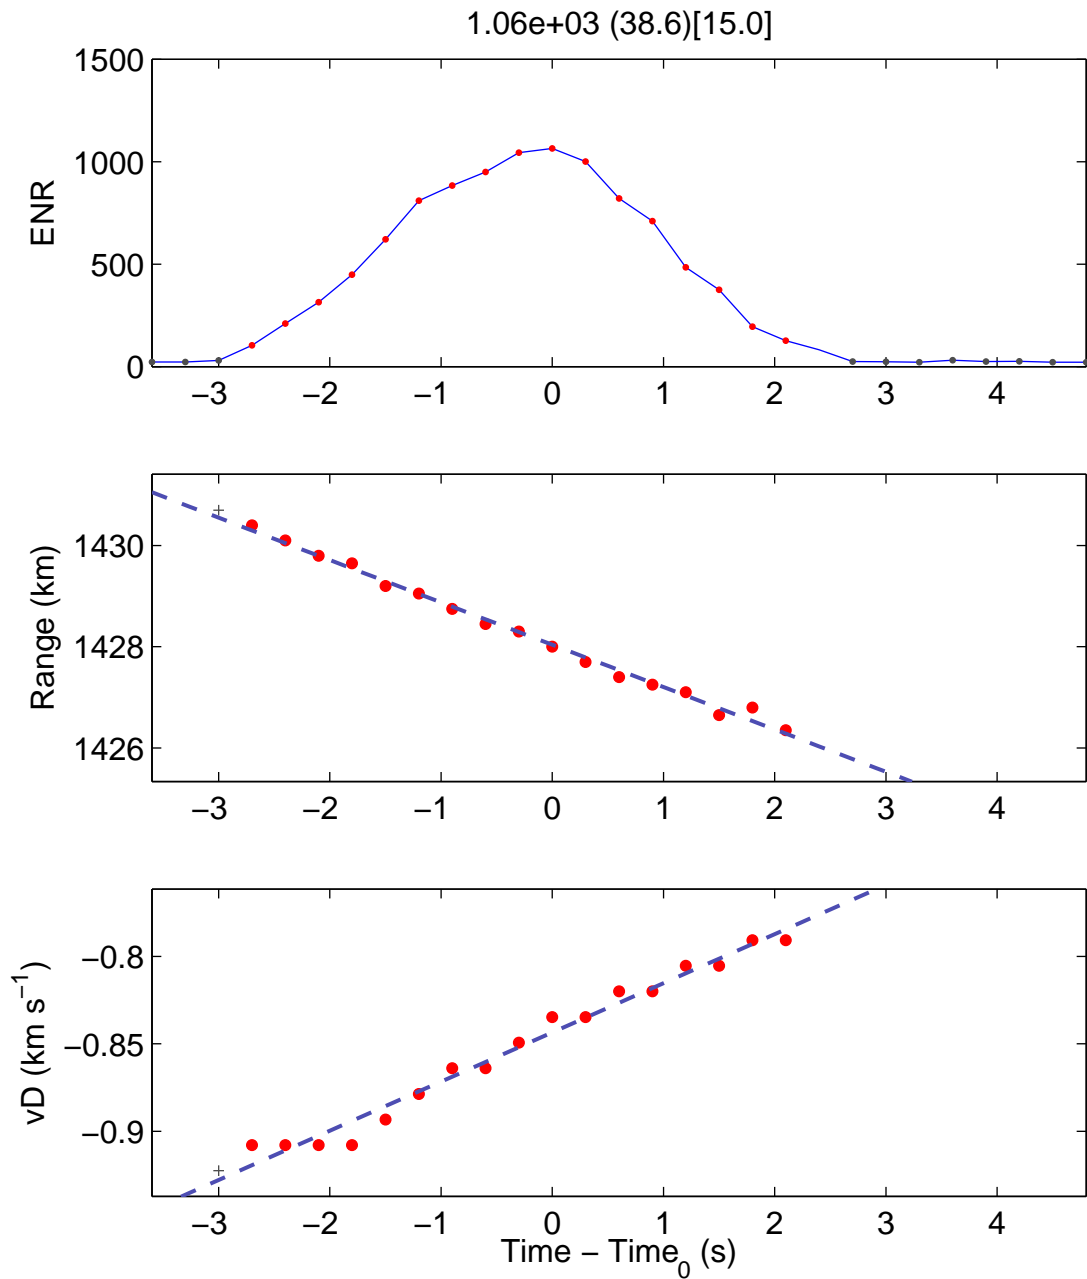 1.06e+03 (38.6)[15.0]
1500
1000
500
0
ENR
−3 −2 −1 0 1 2 3 4
1430
1428
1426
Range (km)
−3 −2 −1 0 1 2 3 4
−0.8
−0.85
−0.9
vD (km s−1)
−3 −2 −1 0 1 2 3 4
Time − Time0 (s)